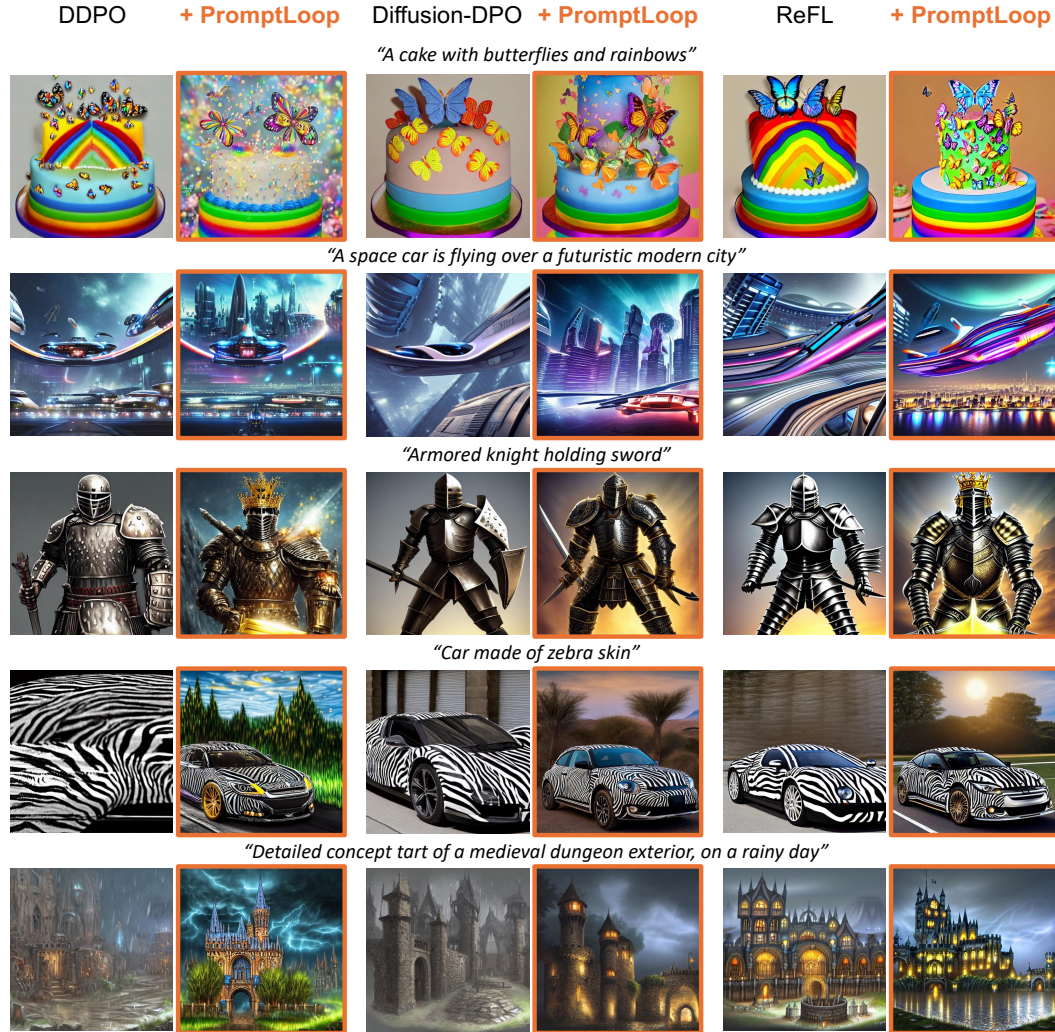 DDPO + PromptLoop Diffusion-DPO + PromptLoop ReFL + PromptLoop
“A cake with butterflies and rainbows”
“A space car is flying over a futuristic modern city”
“Armored knight holding sword”
“Car made of zebra skin”
“Detailed concept tart of a medieval dungeon exterior, on a rainy day”